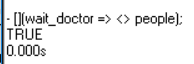 - [](wait_doctor => <> people);
TRUE
0.000s